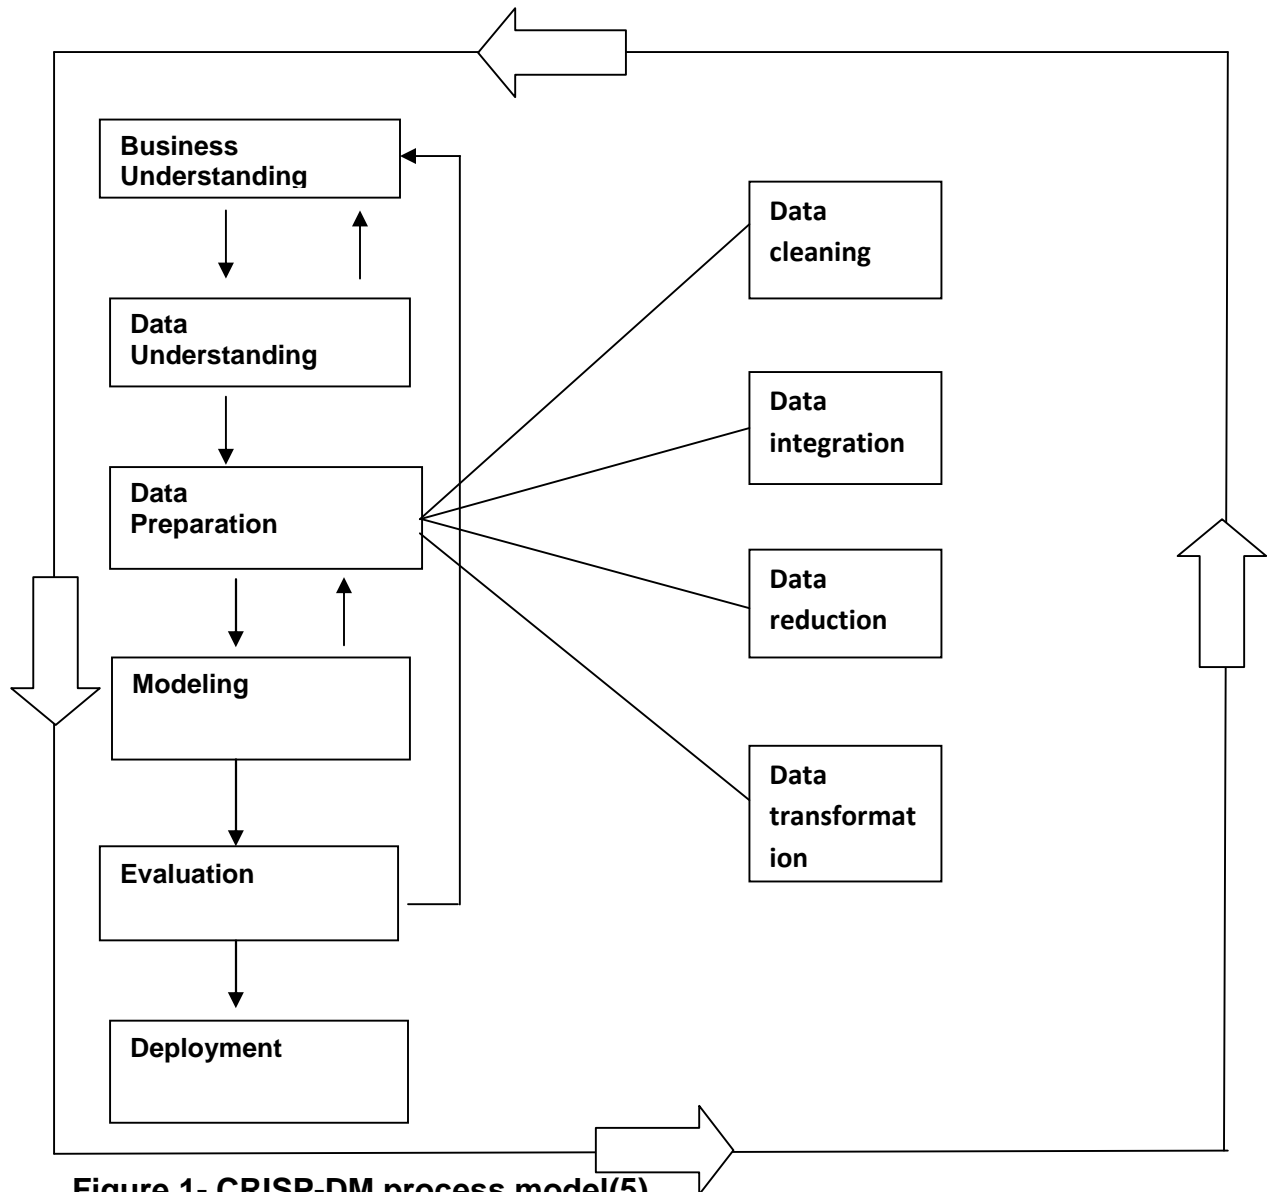 Business
Understanding
Data
Understanding
Data
Preparation
Modeling
Evaluation
Deployment
Data
cleaning
Data
integration
Data
reduction
Data
transformat
ion
Figure 1- CRISP-DM process model(5)